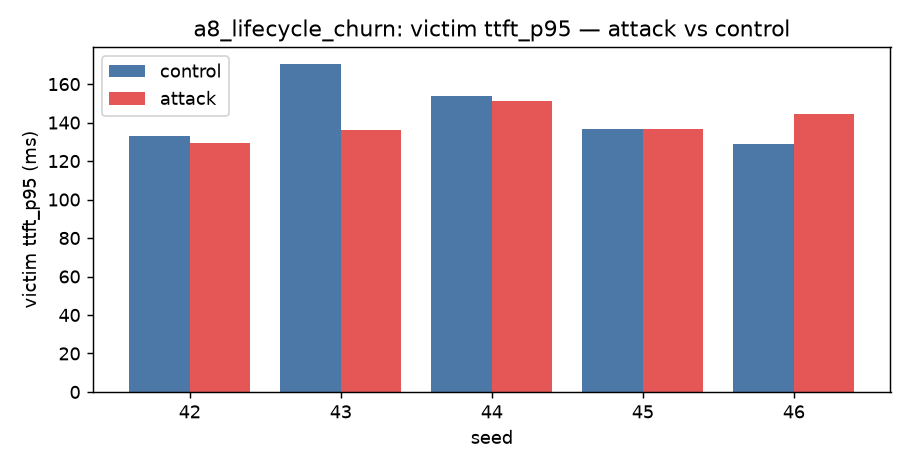 a8_lifecycle_churn: victim ttft_p95 — attack vs control
control
attack
victim ttft_p95 (ms)
160
140
120
100
80
60
40
20
0
42 43 44 45 46
seed